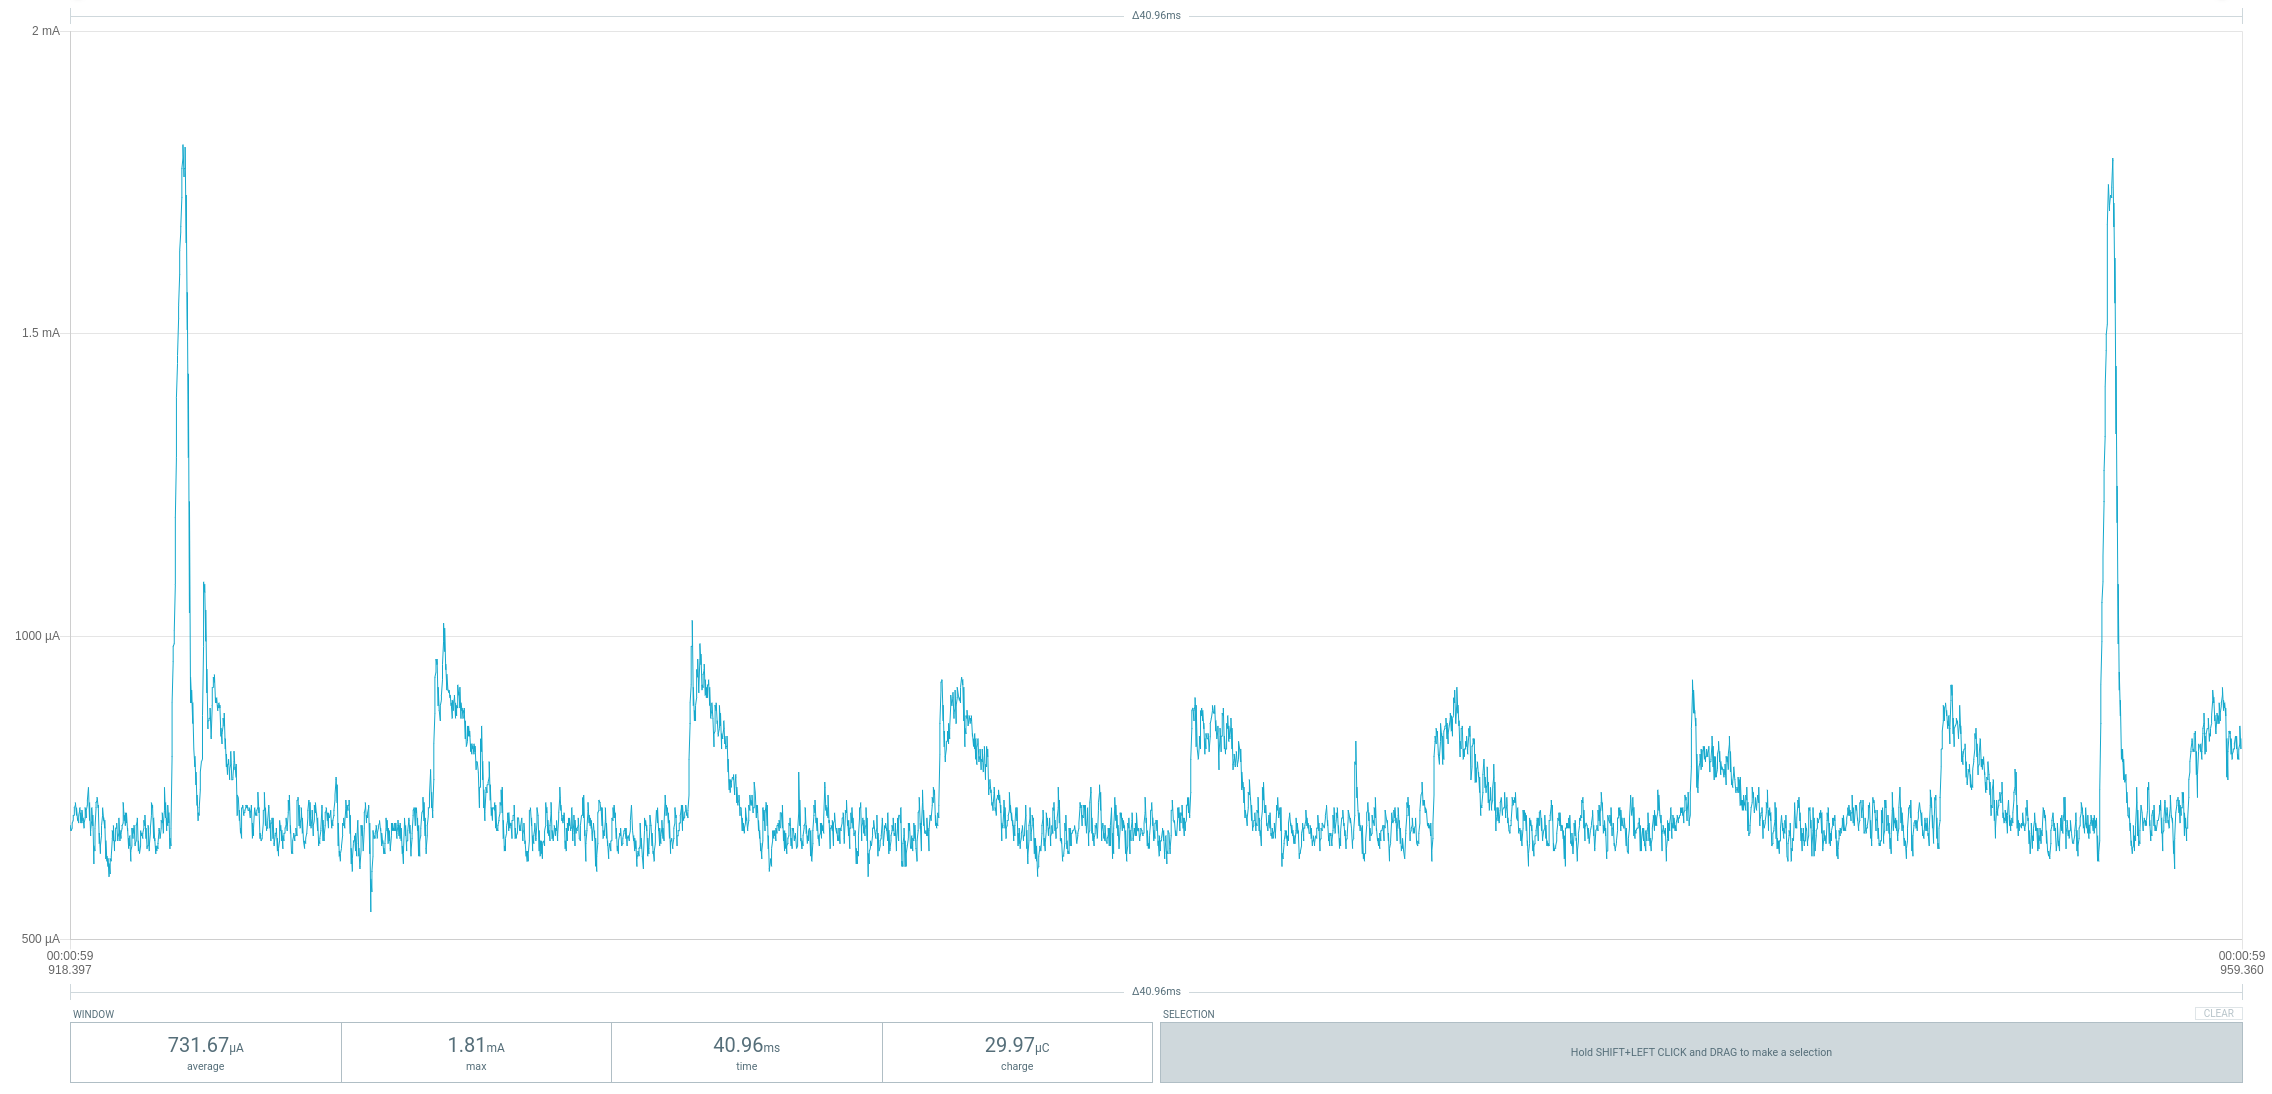 Δ40.96ms
2 mA
1.5 mA
1000 µA
500 µA
00:00:59
918.397
00:00:59
959.360
Δ40.96ms
WINDOW
SELECTION
CLEAR
731.67µA
average
1.81mA
max
40.96ms
time
29.97µC
charge
Hold SHIFT+LEFT CLICK and DRAG to make a selection